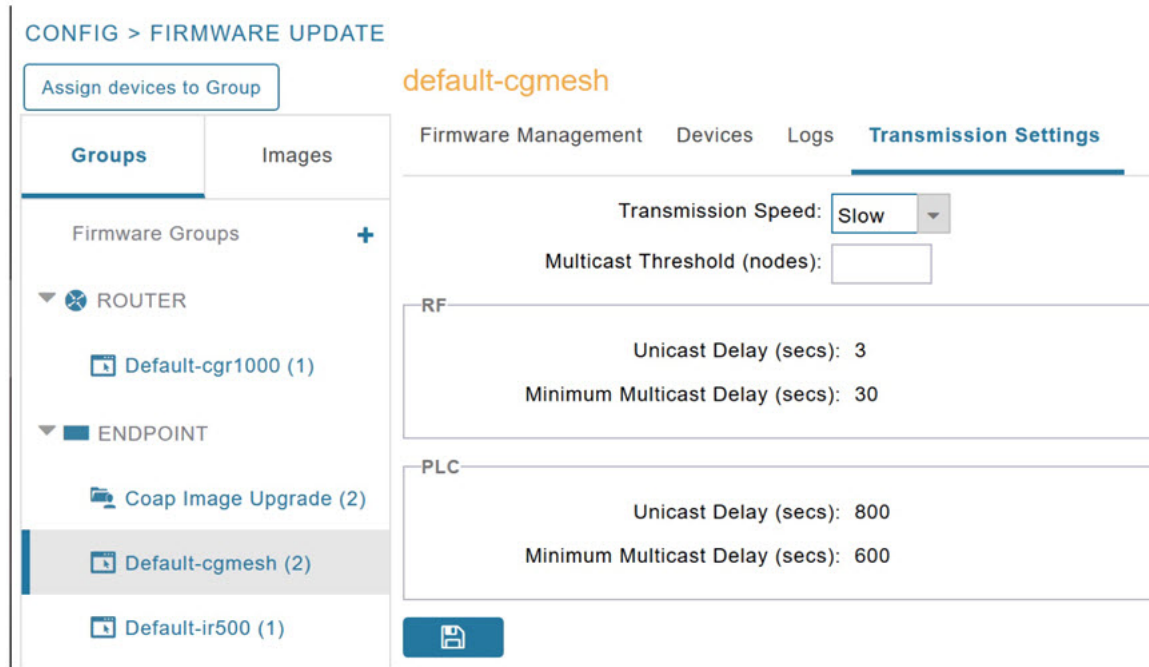 CONFIG > FIRMWARE UPDATE
Assign devices to Group
Groups
Images
Firmware Groups +
ROUTER
Default-cgr1000 (1)
ENDPOINT
Coap Image Upgrade (2)
Default-cgmesh (2)
Default-ir500 (1)
default-cgmesh
Firmware Management Devices Logs Transmission Settings
Transmission Speed: Slow
Multicast Threshold (nodes):
RF
Unicast Delay (secs): 3
Minimum Multicast Delay (secs): 30
PLC
Unicast Delay (secs): 800
Minimum Multicast Delay (secs): 600